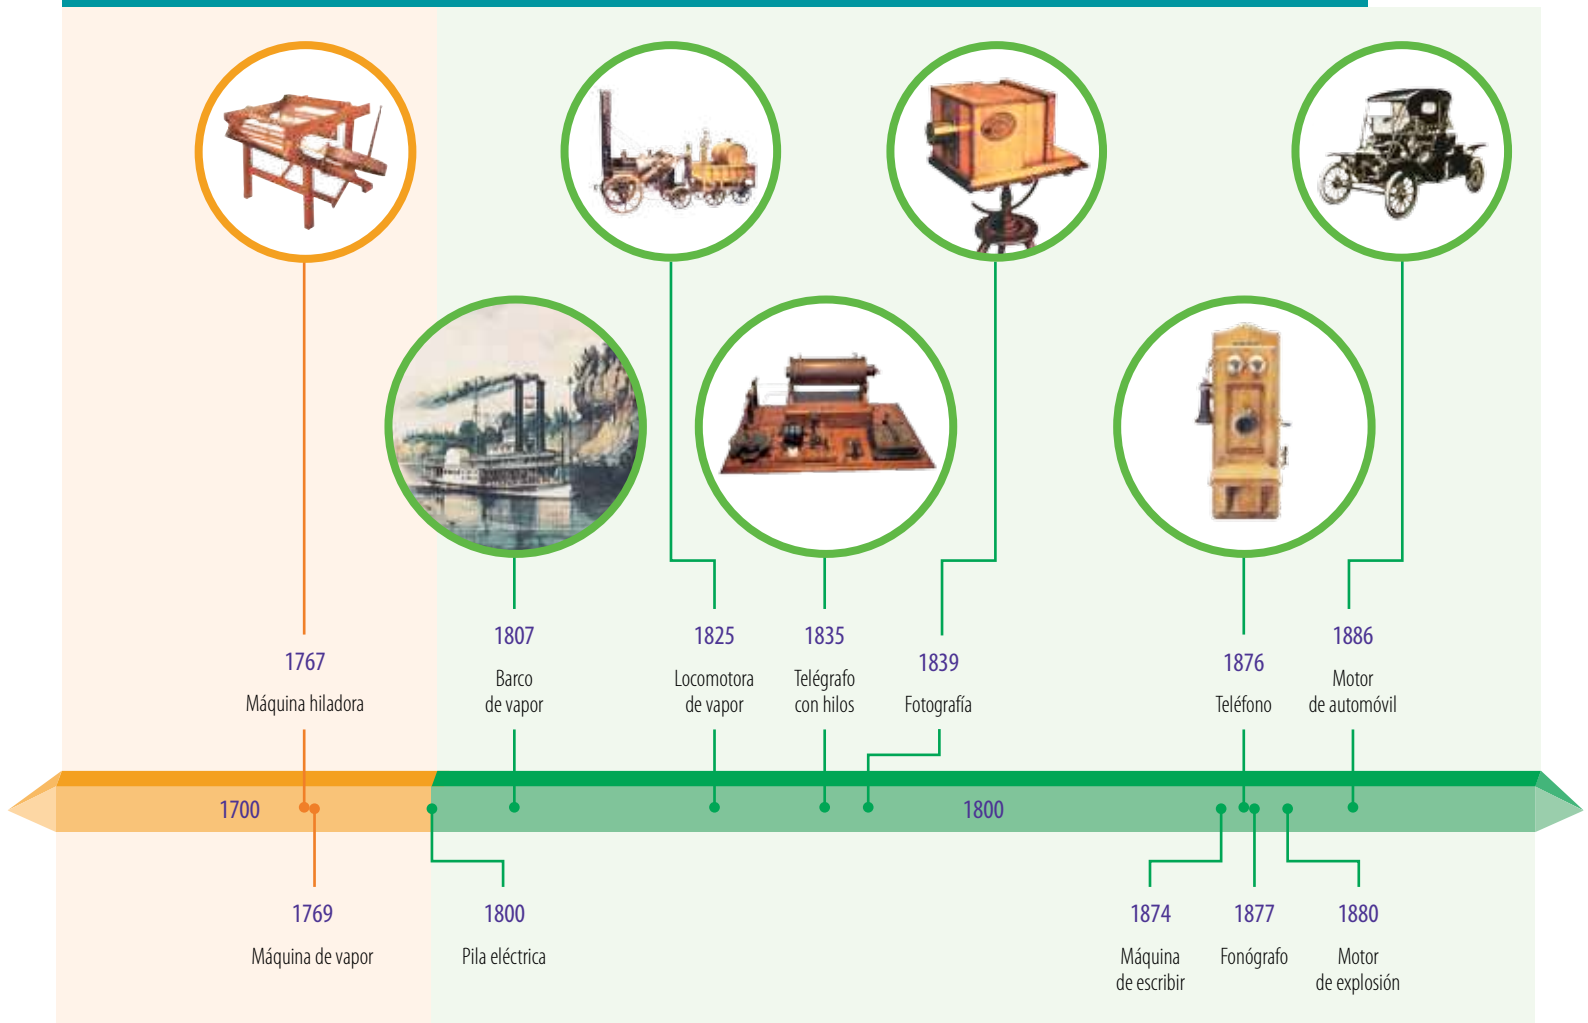 1767
Máquina hiladora
1807
Barco
de vapor
1825
Locomotora
de vapor
1835
Telégrafo
con hilos
1839
Fotografía
1876
Teléfono
1886
Motor
de automóvil
1700
1800
1769
Máquina de vapor
1800
Pila eléctrica
1874
Máquina
de escribir
1877
Fonógrafo
1880
Motor
de explosión